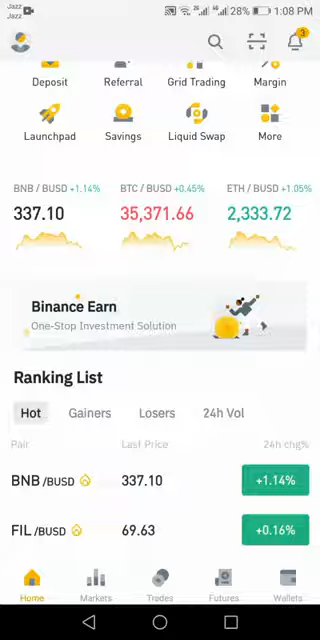 Jazz
Jazz
2G 4G 28% 1:08 PM
3
Deposit Referral Grid Trading Margin
Launchpad Savings Liquid Swap More
BNB / BUSD +1.14% BTC / BUSD +0.45% ETH / BUSD +1.05%
337.10 35,371.66 2,333.72
Binance Earn
One-Stop Investment Solution
Ranking List
Hot Gainers Losers 24h Vol
Pair Last Price 24h chg%
BNB /BUSD 337.10 +1.14%
FIL /BUSD 69.63 +0.16%
Home Markets Trades Futures Wallets